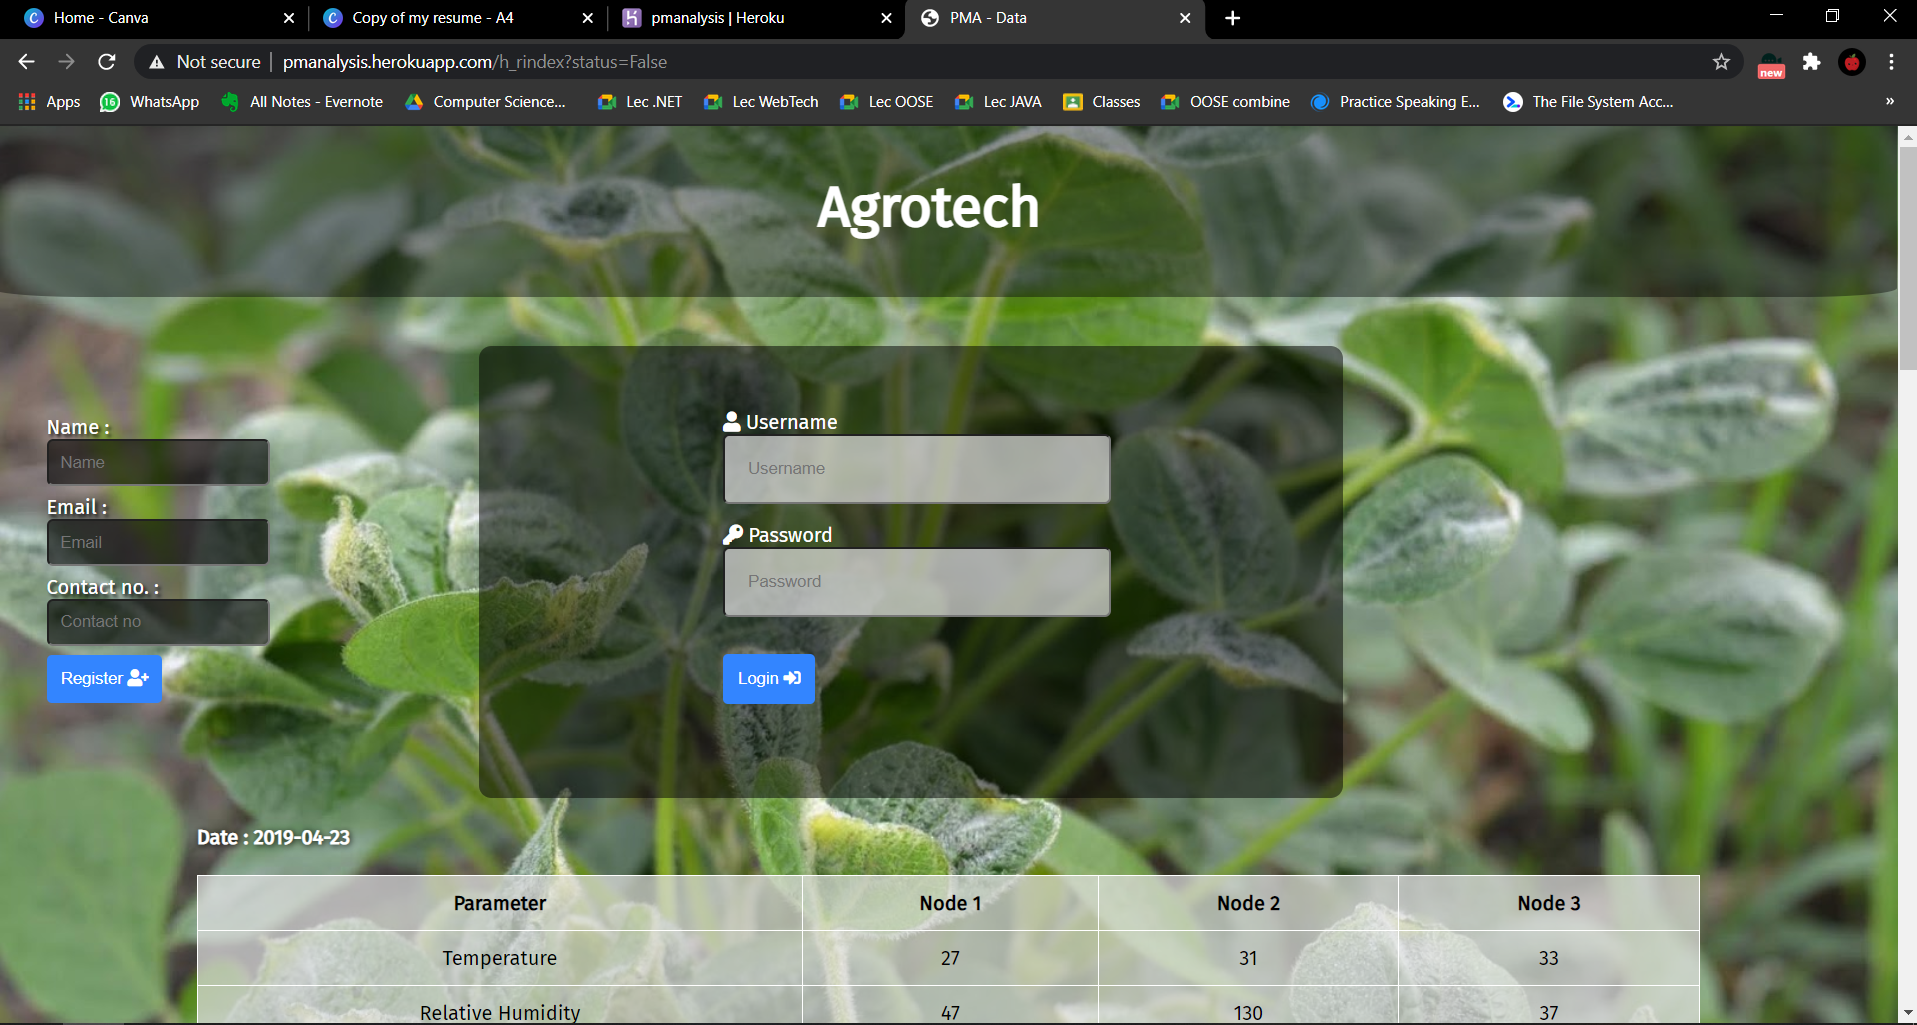 Home - Canva
Copy of my resume - A4
pmanalysis | Heroku
PMA - Data
Not secure | pmanalysis.herokuapp.com/h_rindex?status=False
new
Apps
16
WhatsApp
All Notes - Evernote
Computer Science...
Lec .NET
Lec WebTech
Lec OOSE
Lec JAVA
Classes
OOSE combine
Practice Speaking E...
The File System Acc...
»
Agrotech
Name :
Name
Email :
Email
Contact no. :
Contact no
Register
Username
Username
Password
Password
Login
Date : 2019-04-23
Parameter Node 1 Node 2 Node 3
Temperature 27 31 33
Relative Humidity 47 130 37